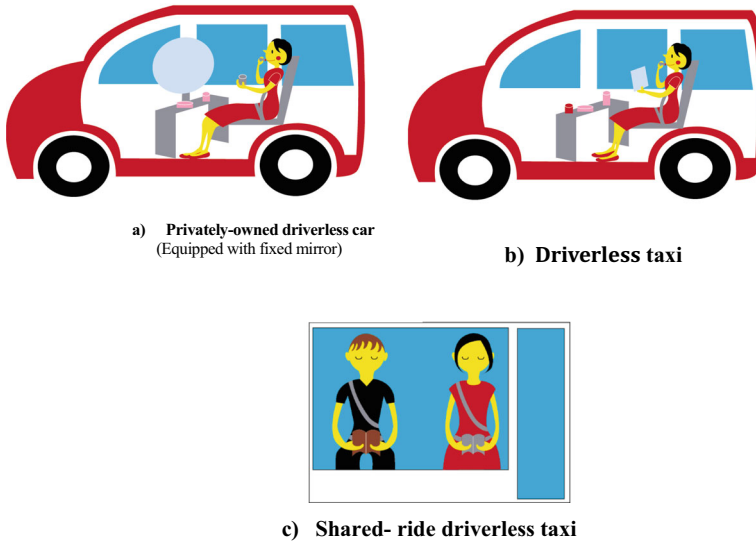 a) Privately-owned driverless car
(Equipped with fixed mirror)
b) Driverless taxi
c) Shared- ride driverless taxi